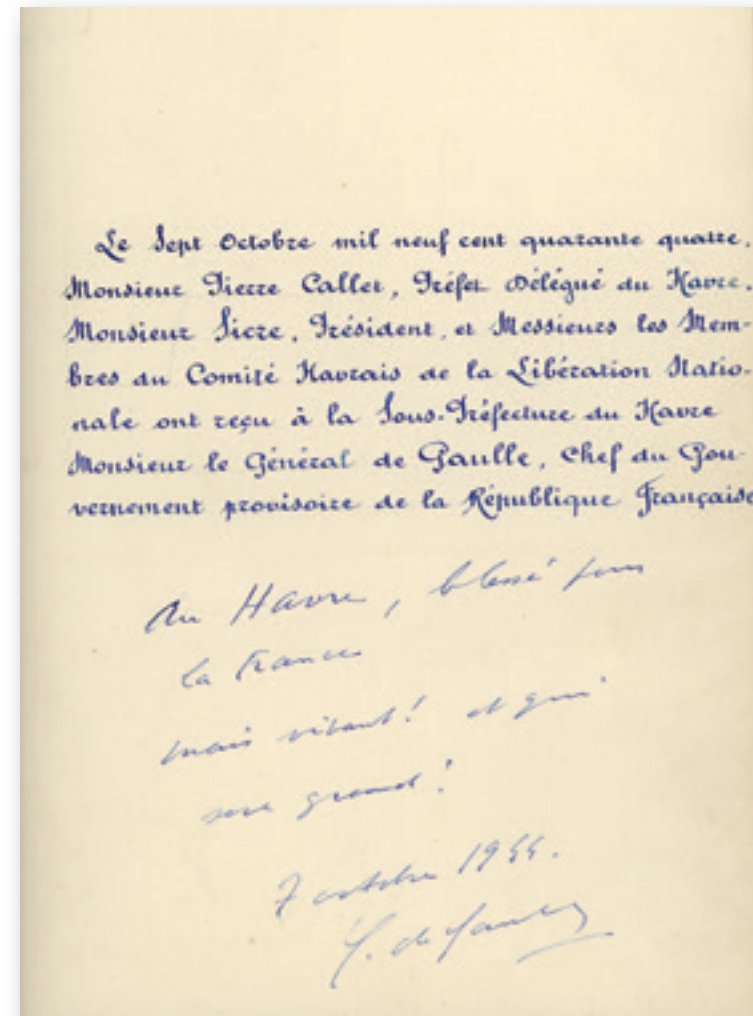 Le Sept Octobre mil neuf cent quarante quatre.
Monsieur Pierre Callet, Préfet Délégué du Havre.
Monsieur Sicre, Président, et Messieurs les Mem-
bres du Comité Havrais de la Libération Natio-
nale ont reçu à la Sous-Préfecture du Havre
Monsieur le Général de Gaulle, Chef du Gou-
vernement provisoire de la République Française
Au Havre, blessé pour
la France
mais vivant! et qui
sera grand!
7 octobre 1944.
C. de Gaulle